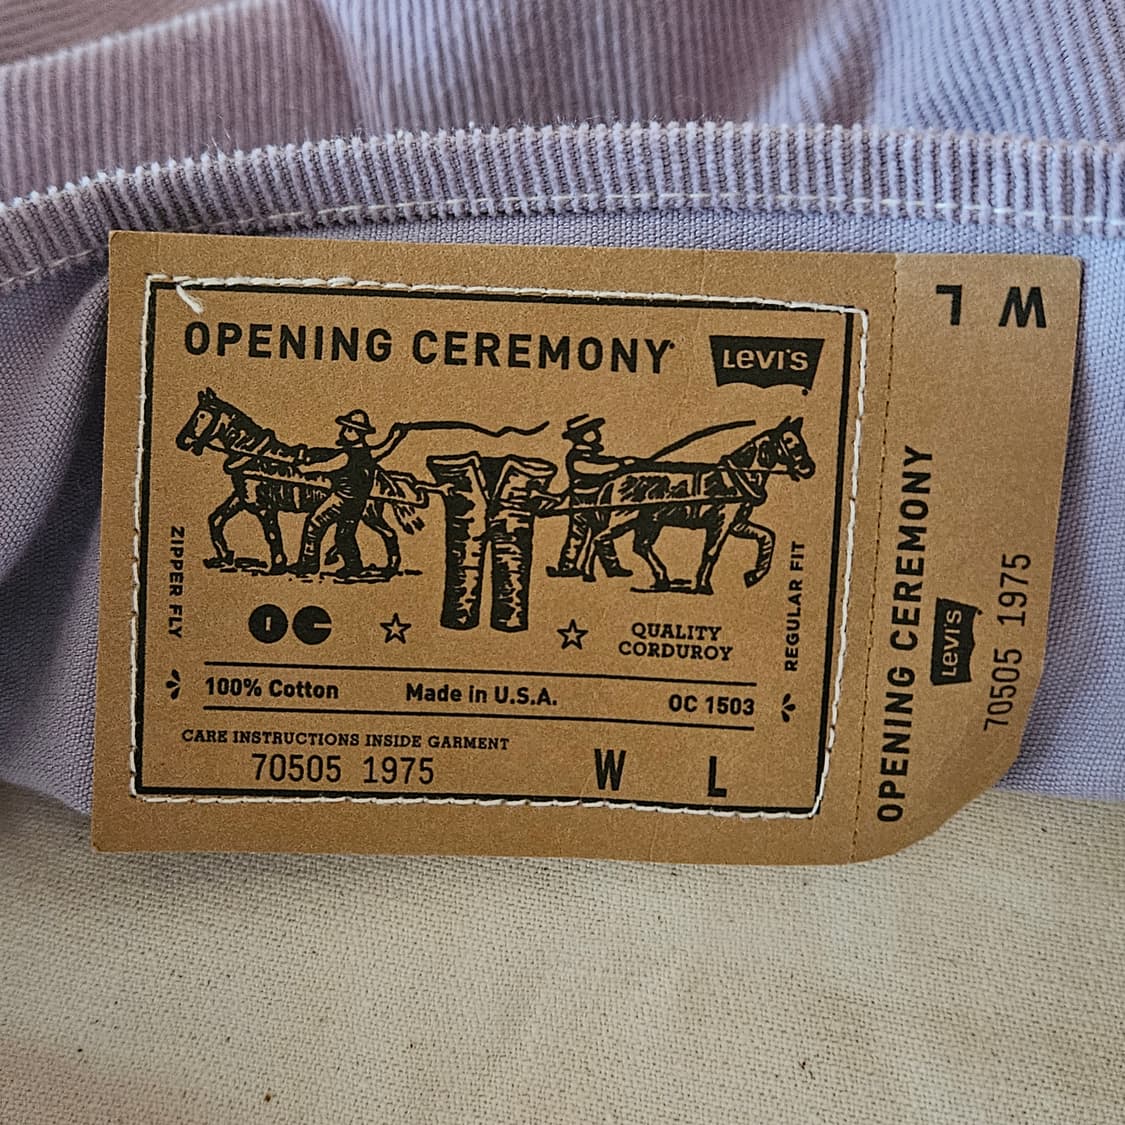 OPENING CEREMONY
LEVI'S
ZIPPER FLY
REGULAR FIT
OC
QUALITY
CORDUROY
100% Cotton Made in U.S.A. OC 1503
CARE INSTRUCTIONS INSIDE GARMENT
70505 1975 W L
W L
OPENING CEREMONY
LEVI'S
70505 1975